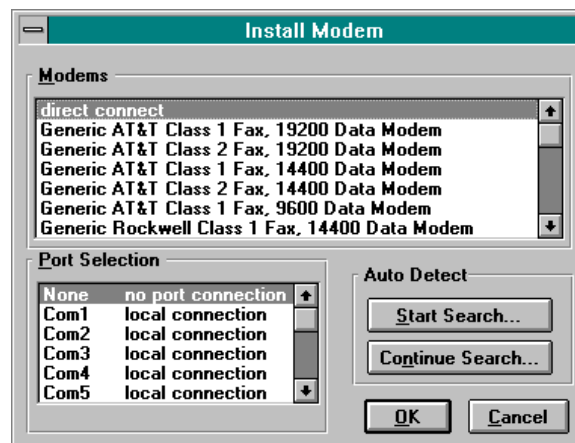 Install Modem
Modems
direct connect
Generic AT&T Class 1 Fax, 19200 Data Modem
Generic AT&T Class 2 Fax, 19200 Data Modem
Generic AT&T Class 1 Fax, 14400 Data Modem
Generic AT&T Class 2 Fax, 14400 Data Modem
Generic AT&T Class 1 Fax, 9600 Data Modem
Generic Rockwell Class 1 Fax, 14400 Data Modem
Port Selection
None no port connection
Com1 local connection
Com2 local connection
Com3 local connection
Com4 local connection
Com5 local connection
Auto Detect
Start Search...
Continue Search...
OK Cancel